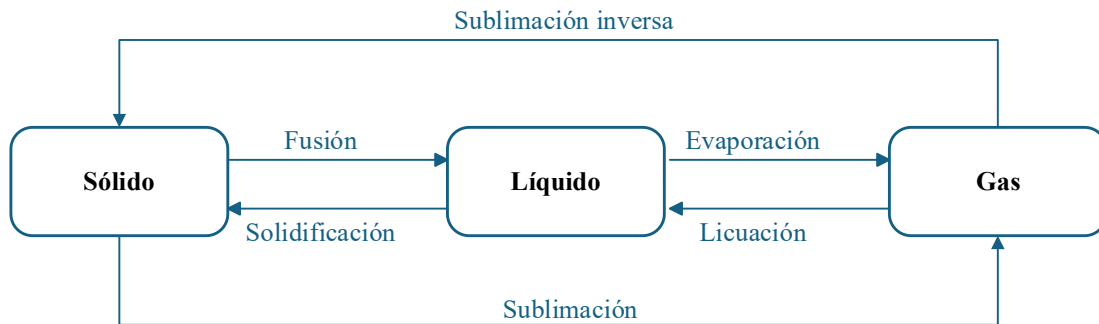 Sublimación inversa
Fusión
Evaporación
Sólido
Líquido
Gas
Solidificación
Licuación
Sublimación